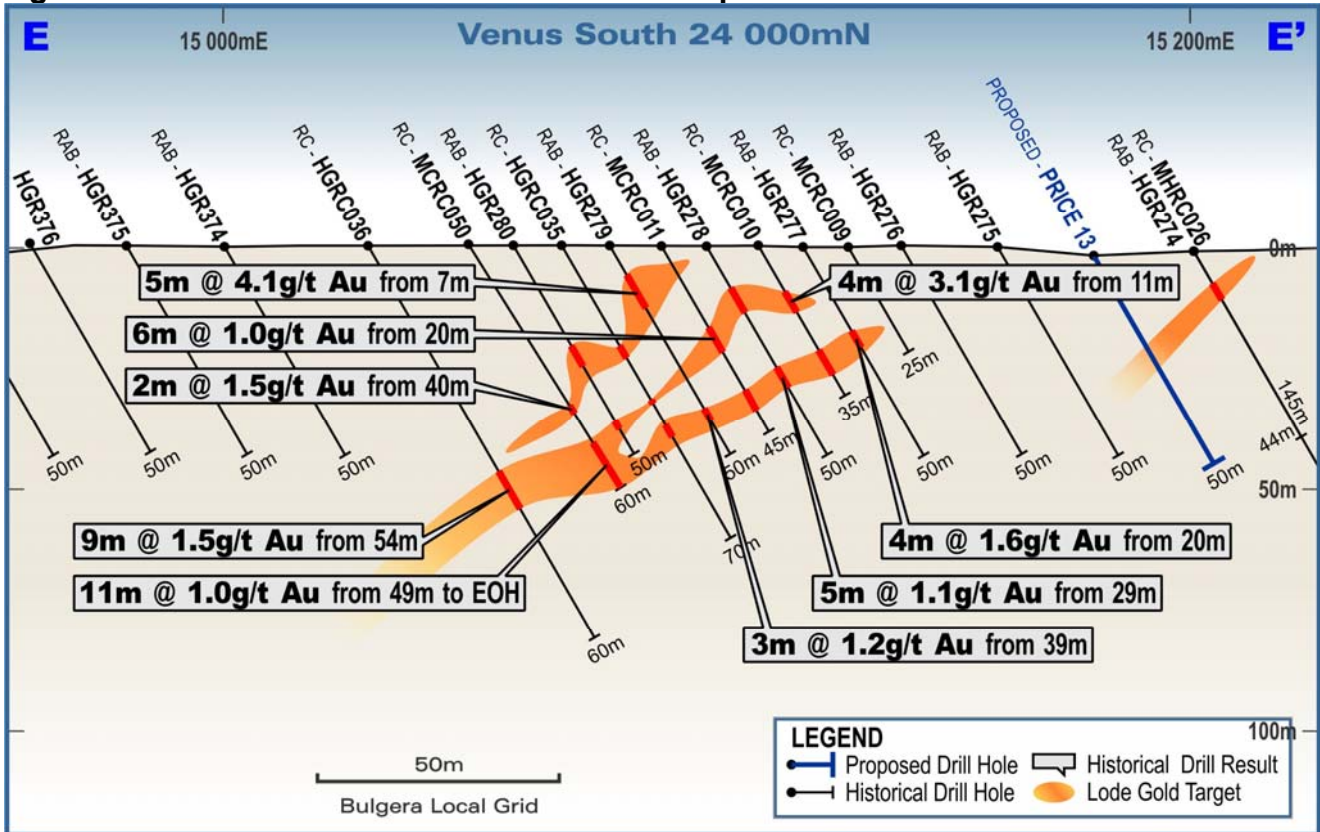 E
15 000mE
Venus South 24 000mN
15 200mE
E'
HGR376
RAB - HGR375
RAB - HGR374
RC - HGRC036
RC - MCRC050
RAB - HGR280
RC - HGRC035
RAB - HGR279
RC - MCRC011
RAB - HGR278
RC - MCRC010
RAB - HGR277
RC - MCRC009
RAB - HGR276
RAB - HGR275
PROPOSED - PRICE 13
RAB - HGR274
RC - MHRC026
0m
5m @ 4.1g/t Au from 7m
4m @ 3.1g/t Au from 11m
6m @ 1.0g/t Au from 20m
2m @ 1.5g/t Au from 40m
25m
35m
145m
44m
50m
50m
50m
50m
50m
50m
45m
50m
50m
50m
50m
50m
50m
60m
70m
9m @ 1.5g/t Au from 54m
4m @ 1.6g/t Au from 20m
11m @ 1.0g/t Au from 49m to EOH
5m @ 1.1g/t Au from 29m
3m @ 1.2g/t Au from 39m
60m
100m
LEGEND
Proposed Drill Hole
Historical Drill Result
Historical Drill Hole
Lode Gold Target
50m
Bulgera Local Grid